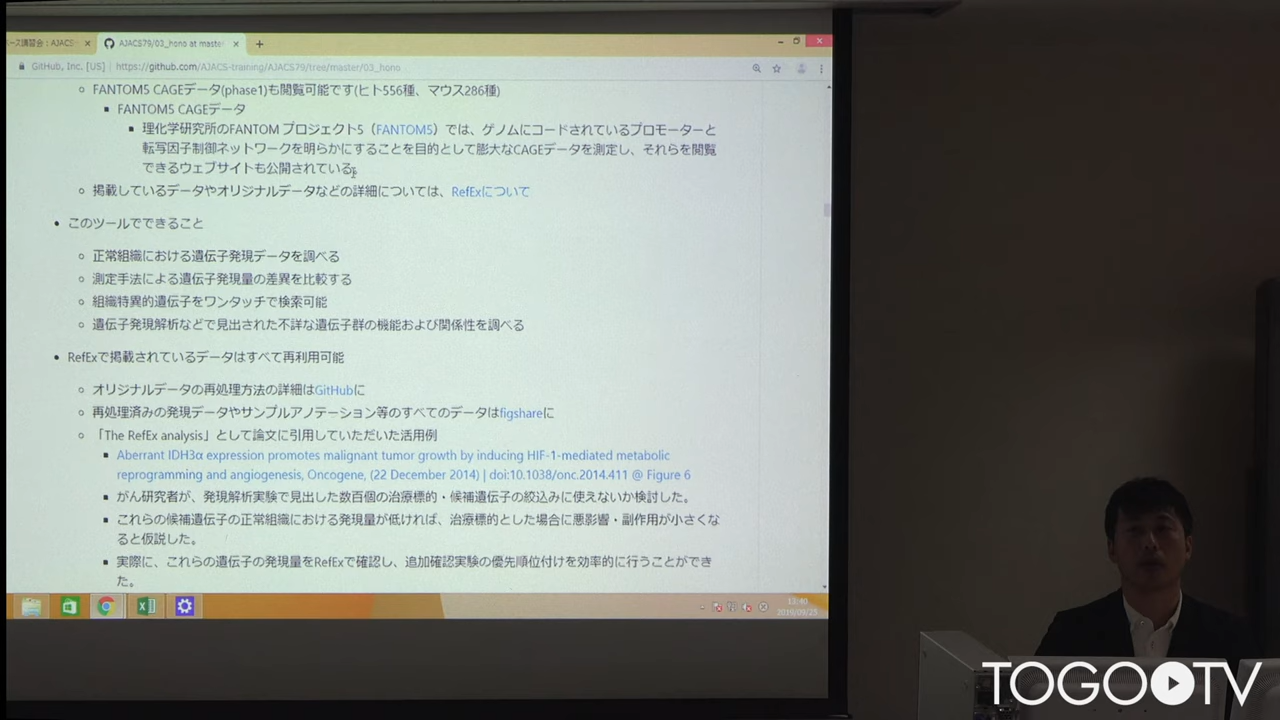 ース講習会：AJACS
AJACS79/03_hono at maste
GitHub, Inc. [US] | https://github.com/AJACS-training/AJACS79/tree/master/03_hono
FANTOM5 CAGEデータ(phase1)も閲覧可能です(ヒト556種、マウス286種)
FANTOM5 CAGEデータ
理化学研究所のFANTOM プロジェクト5（FANTOM5）では、ゲノムにコードされているプロモーターと
転写因子制御ネットワークを明らかにすることを目的として膨大なCAGEデータを測定し、それらを閲覧
できるウェブサイトも公開されている
掲載しているデータやオリジナルデータなどの詳細については、RefExについて
このツールでできること
正常組織における遺伝子発現データを調べる
測定手法による遺伝子発現量の差異を比較する
組織特異的遺伝子をワンタッチで検索可能
遺伝子発現解析などで見出された不詳な遺伝子群の機能および関係性を調べる
RefExで掲載されているデータはすべて再利用可能
オリジナルデータの再処理方法の詳細はGitHubに
再処理済みの発現データやサンプルアノテーション等のすべてのデータはfigshareに
「The RefEx analysis」として論文に引用していただいた活用例
Aberrant IDH3α expression promotes malignant tumor growth by inducing HIF-1-mediated metabolic
reprogramming and angiogenesis, Oncogene, (22 December 2014) | doi:10.1038/onc.2014.411 @ Figure 6
がん研究者が、発現解析実験で見出した数百個の治療標的・候補遺伝子の絞込みに使えないか検討した。
これらの候補遺伝子の正常組織における発現量が低ければ、治療標的とした場合に悪影響・副作用が小さくな
ると仮説した。
実際に、これらの遺伝子の発現量をRefExで確認し、追加確認実験の優先順位付けを効率的に行うことができ
た。
13:40
2019/09/25
TOGOTV